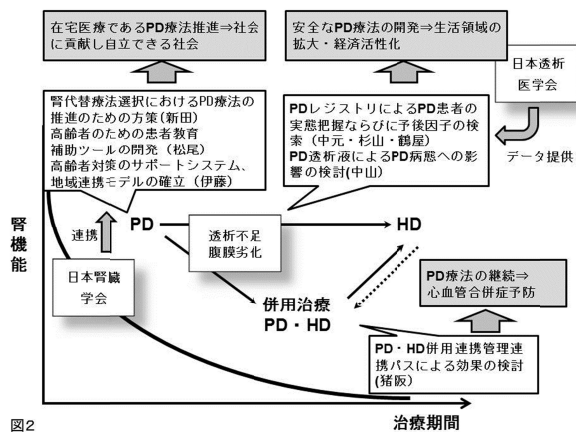 在宅医療であるPD療法推進⇒社会
に貢献し自立できる社会
安全なPD療法の開発⇒生活領域の
拡大・経済活性化
日本透析
医学会
腎代替療法選択におけるPD療法の
推進のための方策(新田)
高齢者のための患者教育
補助ツールの開発(松尾)
高齢者対策のサポートシステム、
地域連携モデルの確立(伊藤)
PDレジストリによるPD患者の
実態把握ならびに予後因子の検
索(中元・杉山・鶴屋)
PD透析液によるPD病態への影
響の検討(中山)
データ提供
腎機能
連携
PD
透析不足
腹膜劣化
HD
日本腎臓
学会
併用治療
PD・HD
PD療法の継続⇒
心血管合併症予防
PD・HD併用連携管理連
携パスによる効果の検討
(猪阪)
図2
治療期間